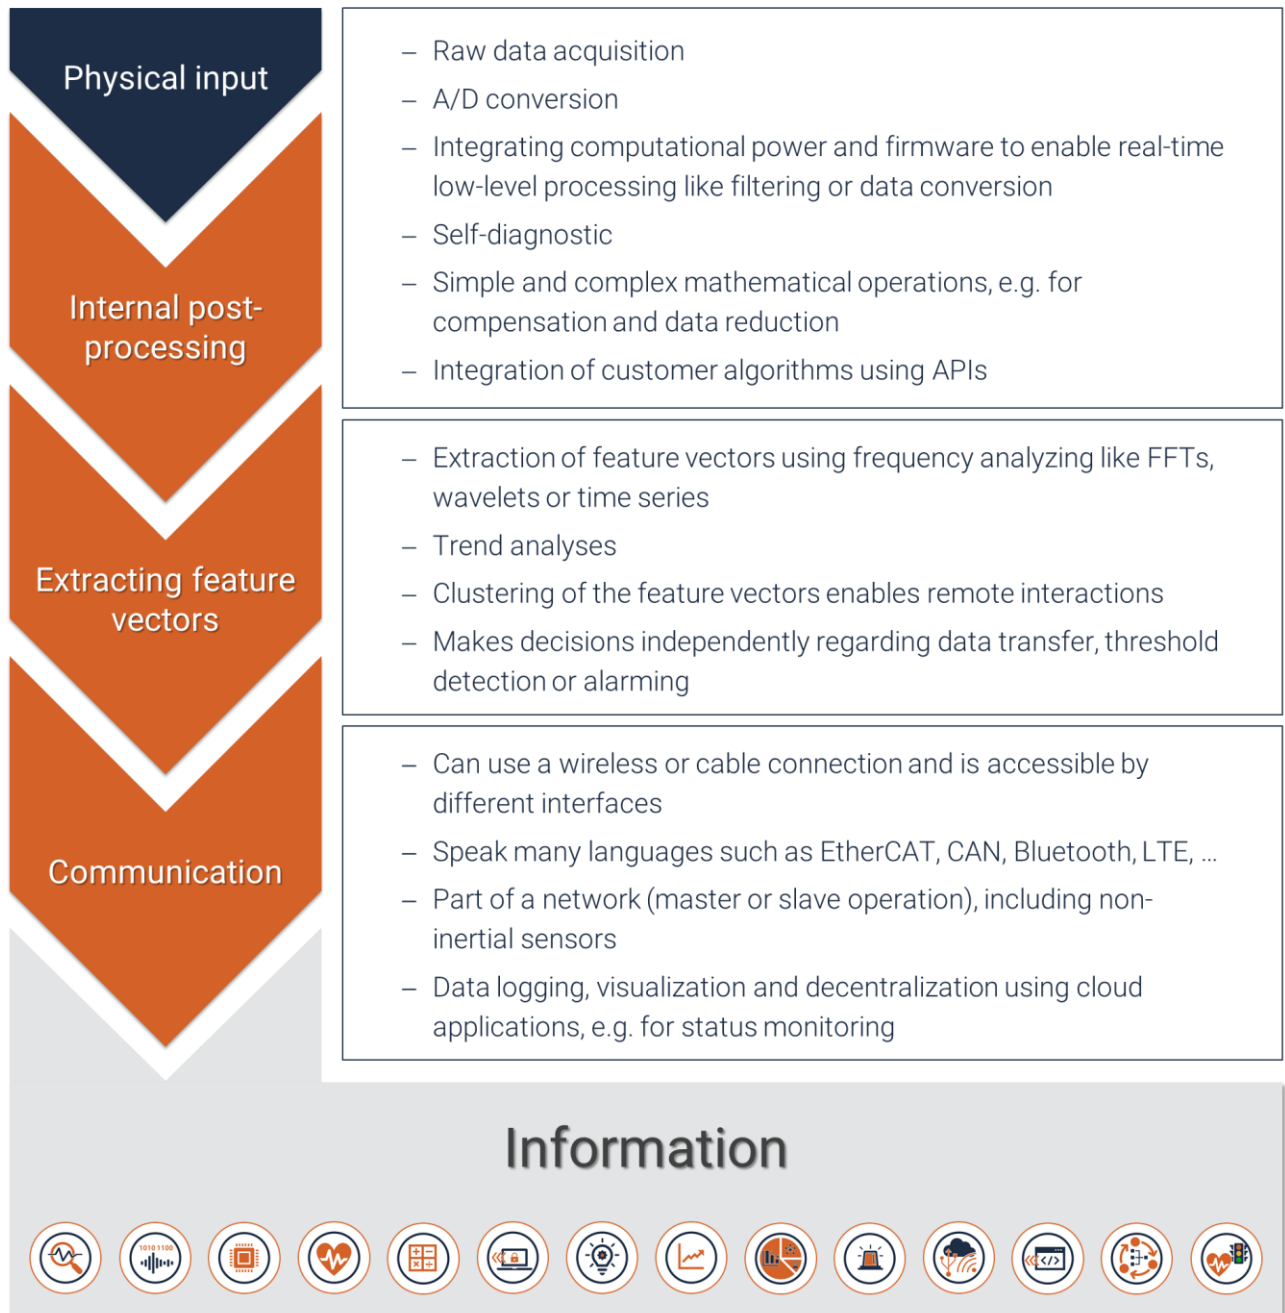 Physical input
– Raw data acquisition
– A/D conversion
– Integrating computational power and firmware to enable real-time
low-level processing like filtering or data conversion
– Self-diagnostic
– Simple and complex mathematical operations, e.g. for
compensation and data reduction
– Integration of customer algorithms using APIs
Internal post-
processing
– Extraction of feature vectors using frequency analyzing like FFTs,
wavelets or time series
– Trend analyses
– Clustering of the feature vectors enables remote interactions
– Makes decisions independently regarding data transfer, threshold
detection or alarming
Extracting feature
vectors
– Can use a wireless or cable connection and is accessible by
different interfaces
– Speak many languages such as EtherCAT, CAN, Bluetooth, LTE, ...
– Part of a network (master or slave operation), including non-
inertial sensors
– Data logging, visualization and decentralization using cloud
applications, e.g. for status monitoring
Communication
Information
1010 1100